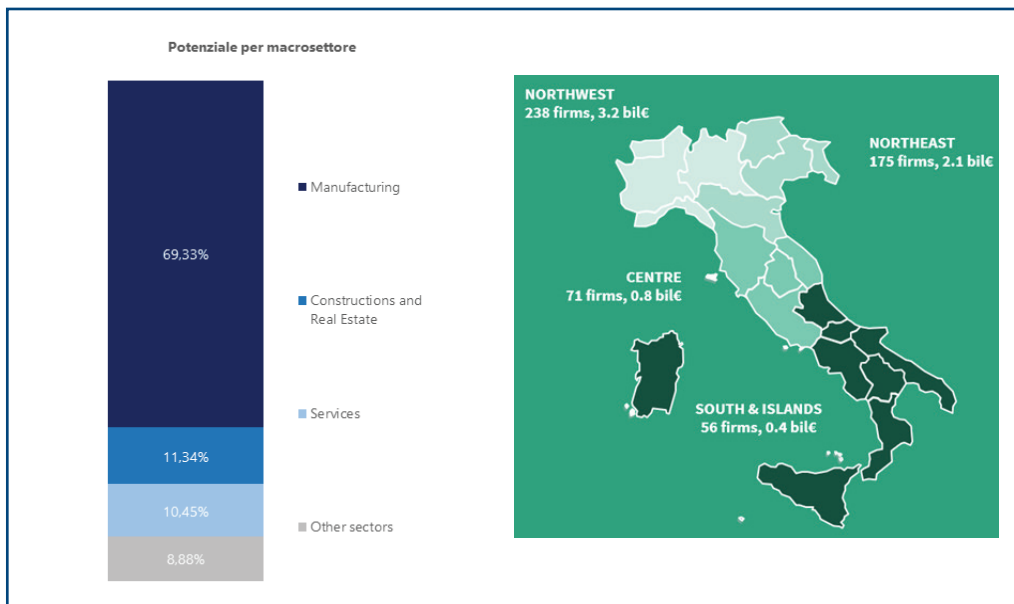 Potenziale per macrosettore
69,33%
11,34%
10,45%
8,88%
Manufacturing
Constructions and
Real Estate
Services
Other sectors
NORTHWEST
238 firms, 3.2 bil€
NORTHEAST
175 firms, 2.1 bil€
CENTRE
71 firms, 0.8 bil€
SOUTH & ISLANDS
56 firms, 0.4 bil€